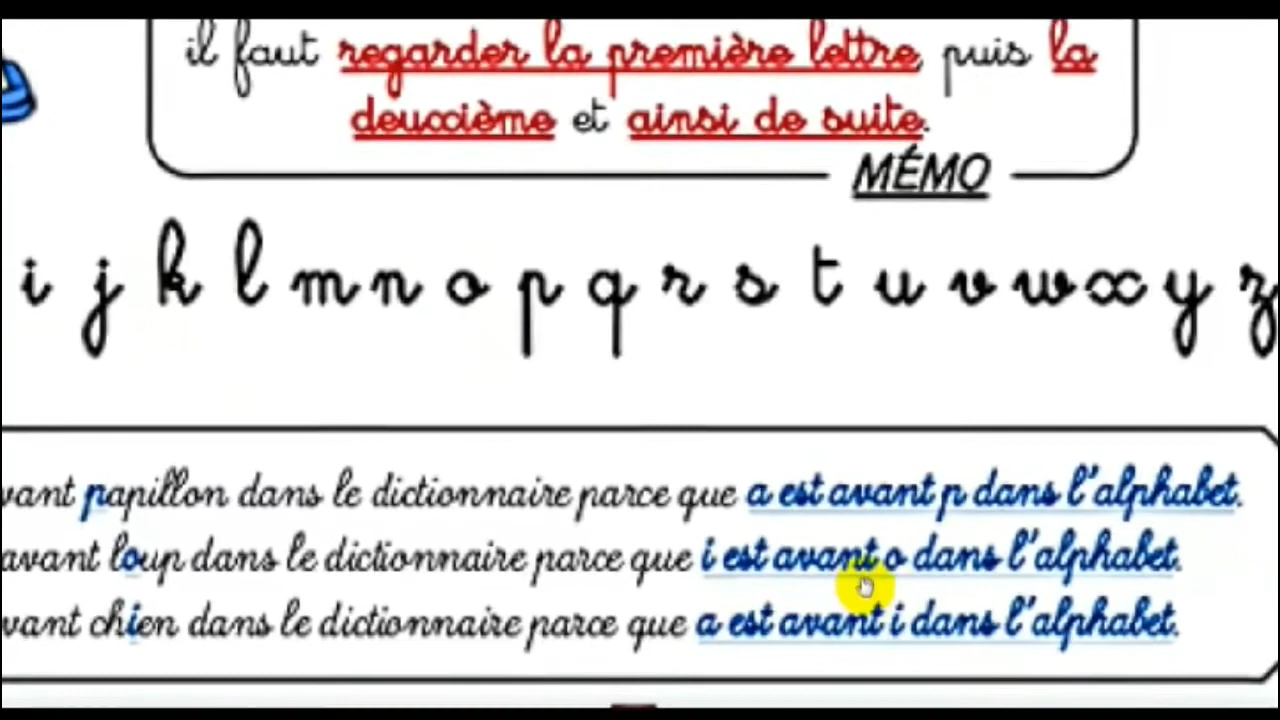 il faut regarder la première lettre puis la
deuxième et ainsi de suite.
MÉMO
i j k l m n o p q r s t u v w x y z
vant papillon dans le dictionnaire parce que a est avant p dans l'alphabet.
avant loup dans le dictionnaire parce que i est avant o dans l'alphabet.
vant chien dans le dictionnaire parce que a est avant i dans l'alphabet.